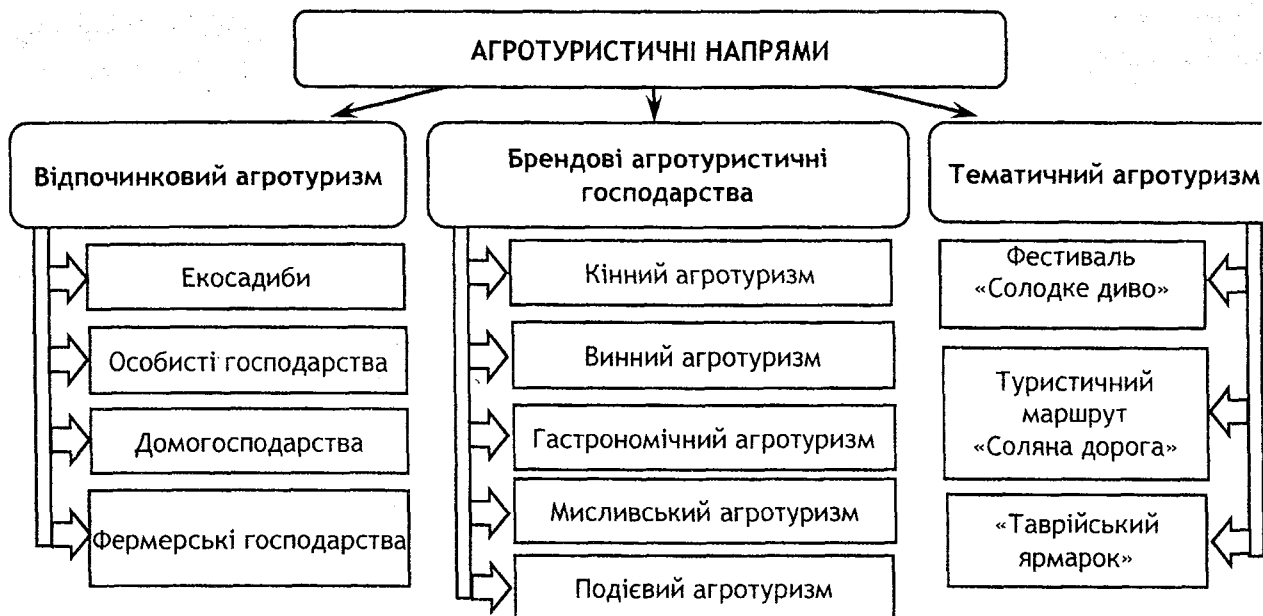 АГРОТУРИСТИЧНІ НАПРЯМИ
Відпочинковий агротуризм
Екосадиби
Особисті господарства
Домогосподарства
Фермерські господарства
Брендові агротуристичні
господарства
Кінний агротуризм
Винний агротуризм
Гастрономічний агротуризм
Мисливський агротуризм
Подієвий агротуризм
Тематичний агротуризм
Фестиваль
«Солодке диво»
Туристичний
маршрут
«Соляна дорога»
«Таврійський
ярмарок»